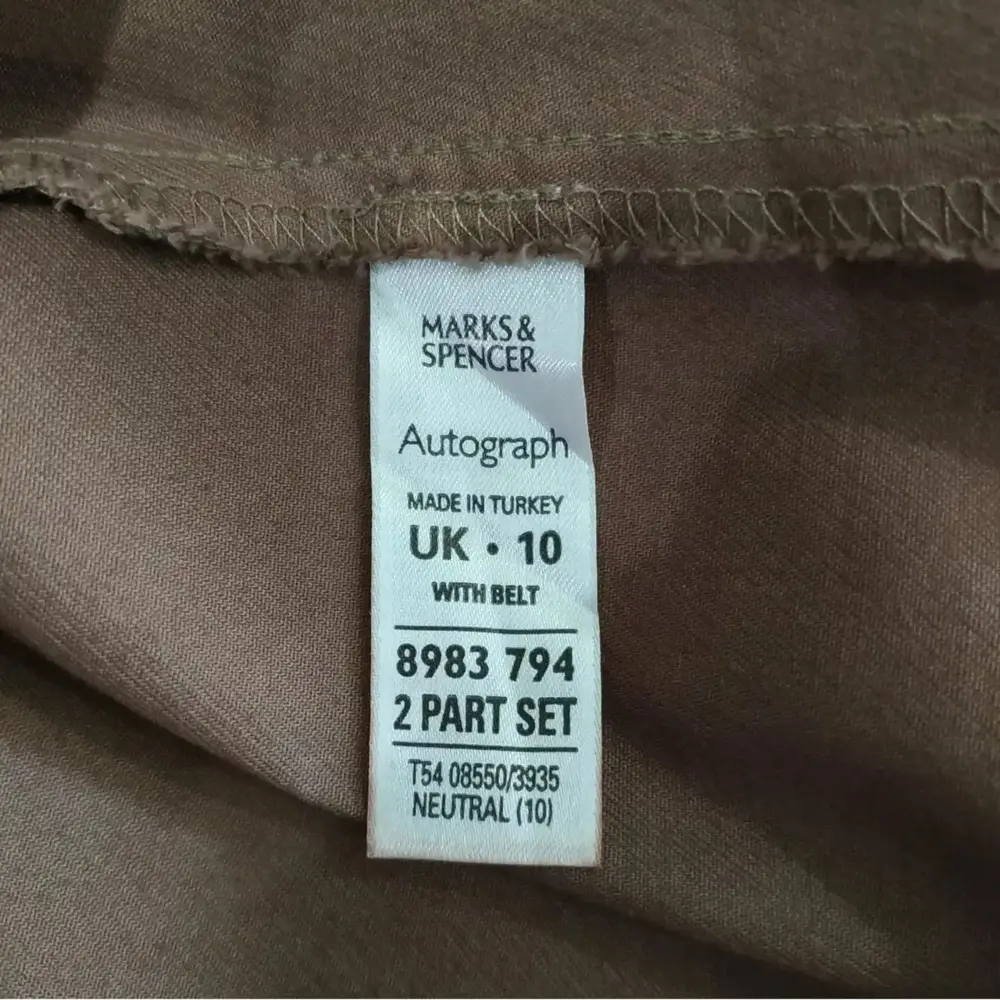 MARKS &
SPENCER
Autograph
MADE IN TURKEY
UK • 10
WITH BELT
8983 794
2 PART SET
T54 08550/3935
NEUTRAL (10)